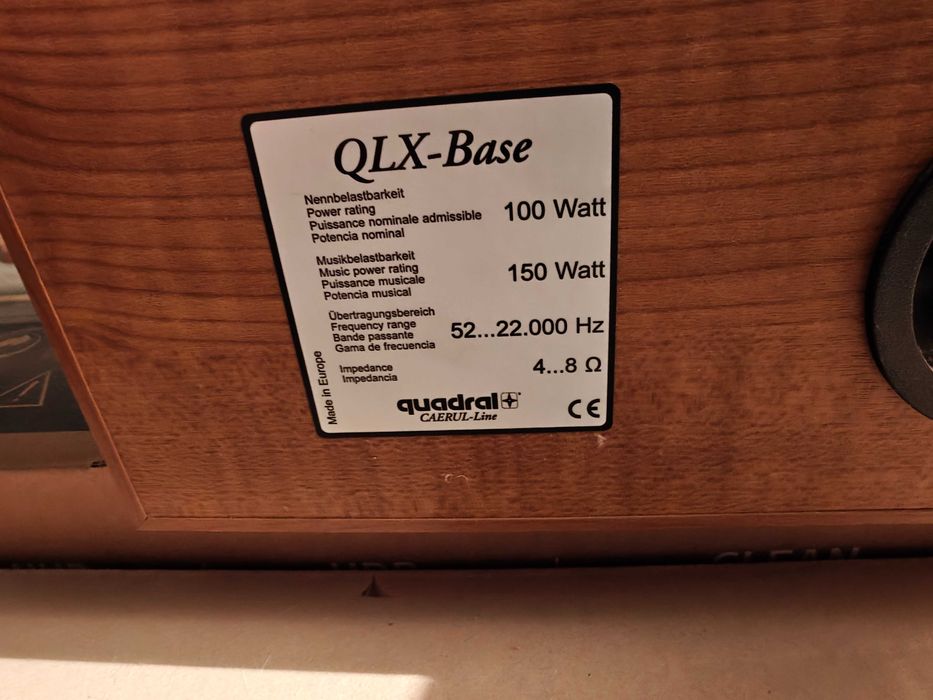 QLX-Base
Nennbelastbarkeit
Power rating
Puissance nominale admissible
Potencia nominal
100 Watt
Musikbelastbarkeit
Music power rating
Puissance musicale
Potencia musical
150 Watt
Übertragungsbereich
Frequency range
Bande passante
Gama de frecuencia
52...22.000 Hz
Impedance
Impedancia
4...8 Ω
Made in Europe
quadral
CAERUL-Line
CE
CLEAN